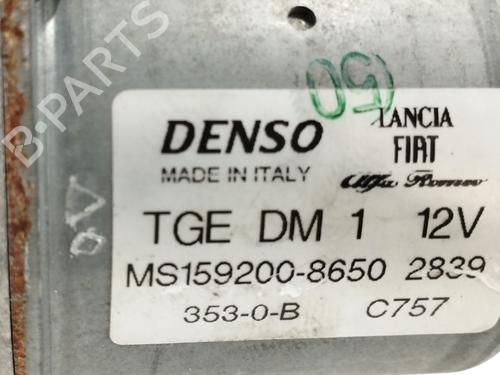 B-PARTS
(50
DENSO
LANCIA
FIAT
MADE IN ITALY
Alfa Romeo
TGE DM 1 12V
MS159200-8650 2839
353-0-B C757